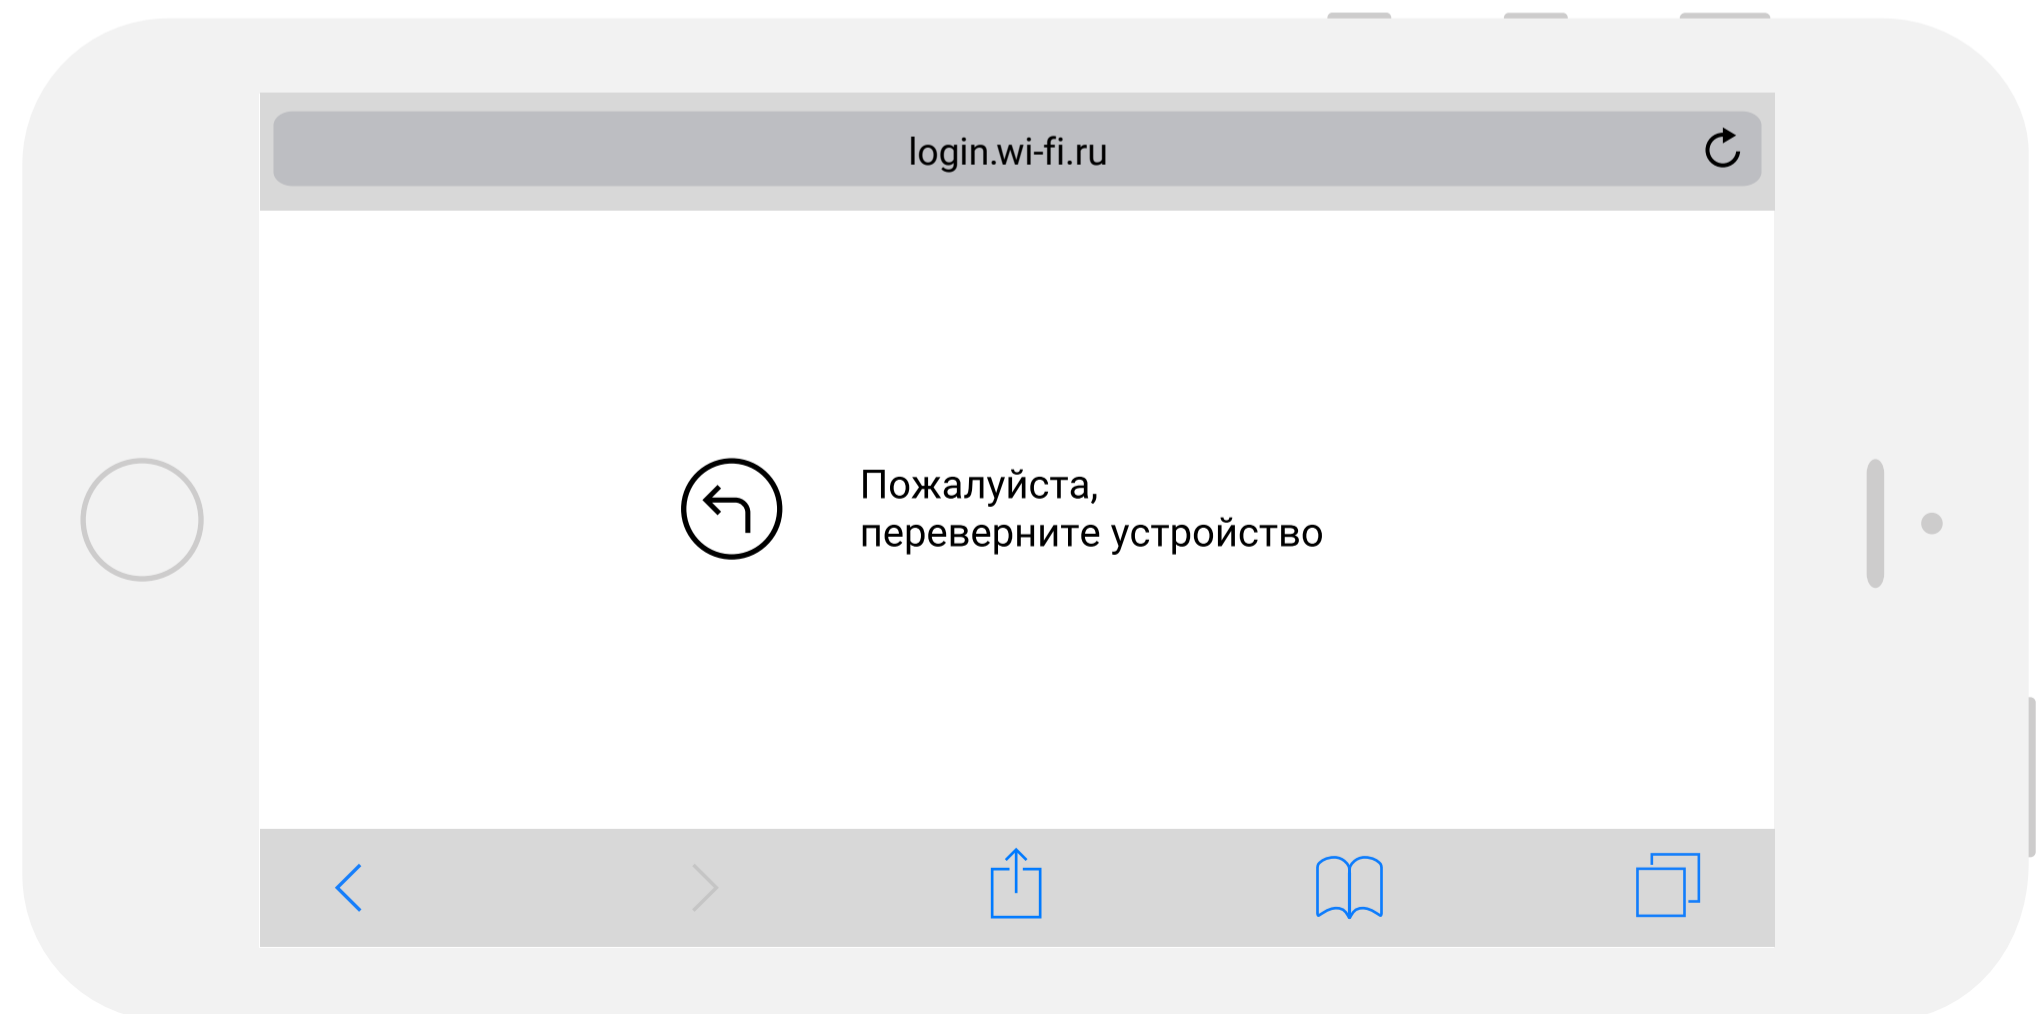 login.wi-fi.ru
Пожалуйста,
переверните устройство